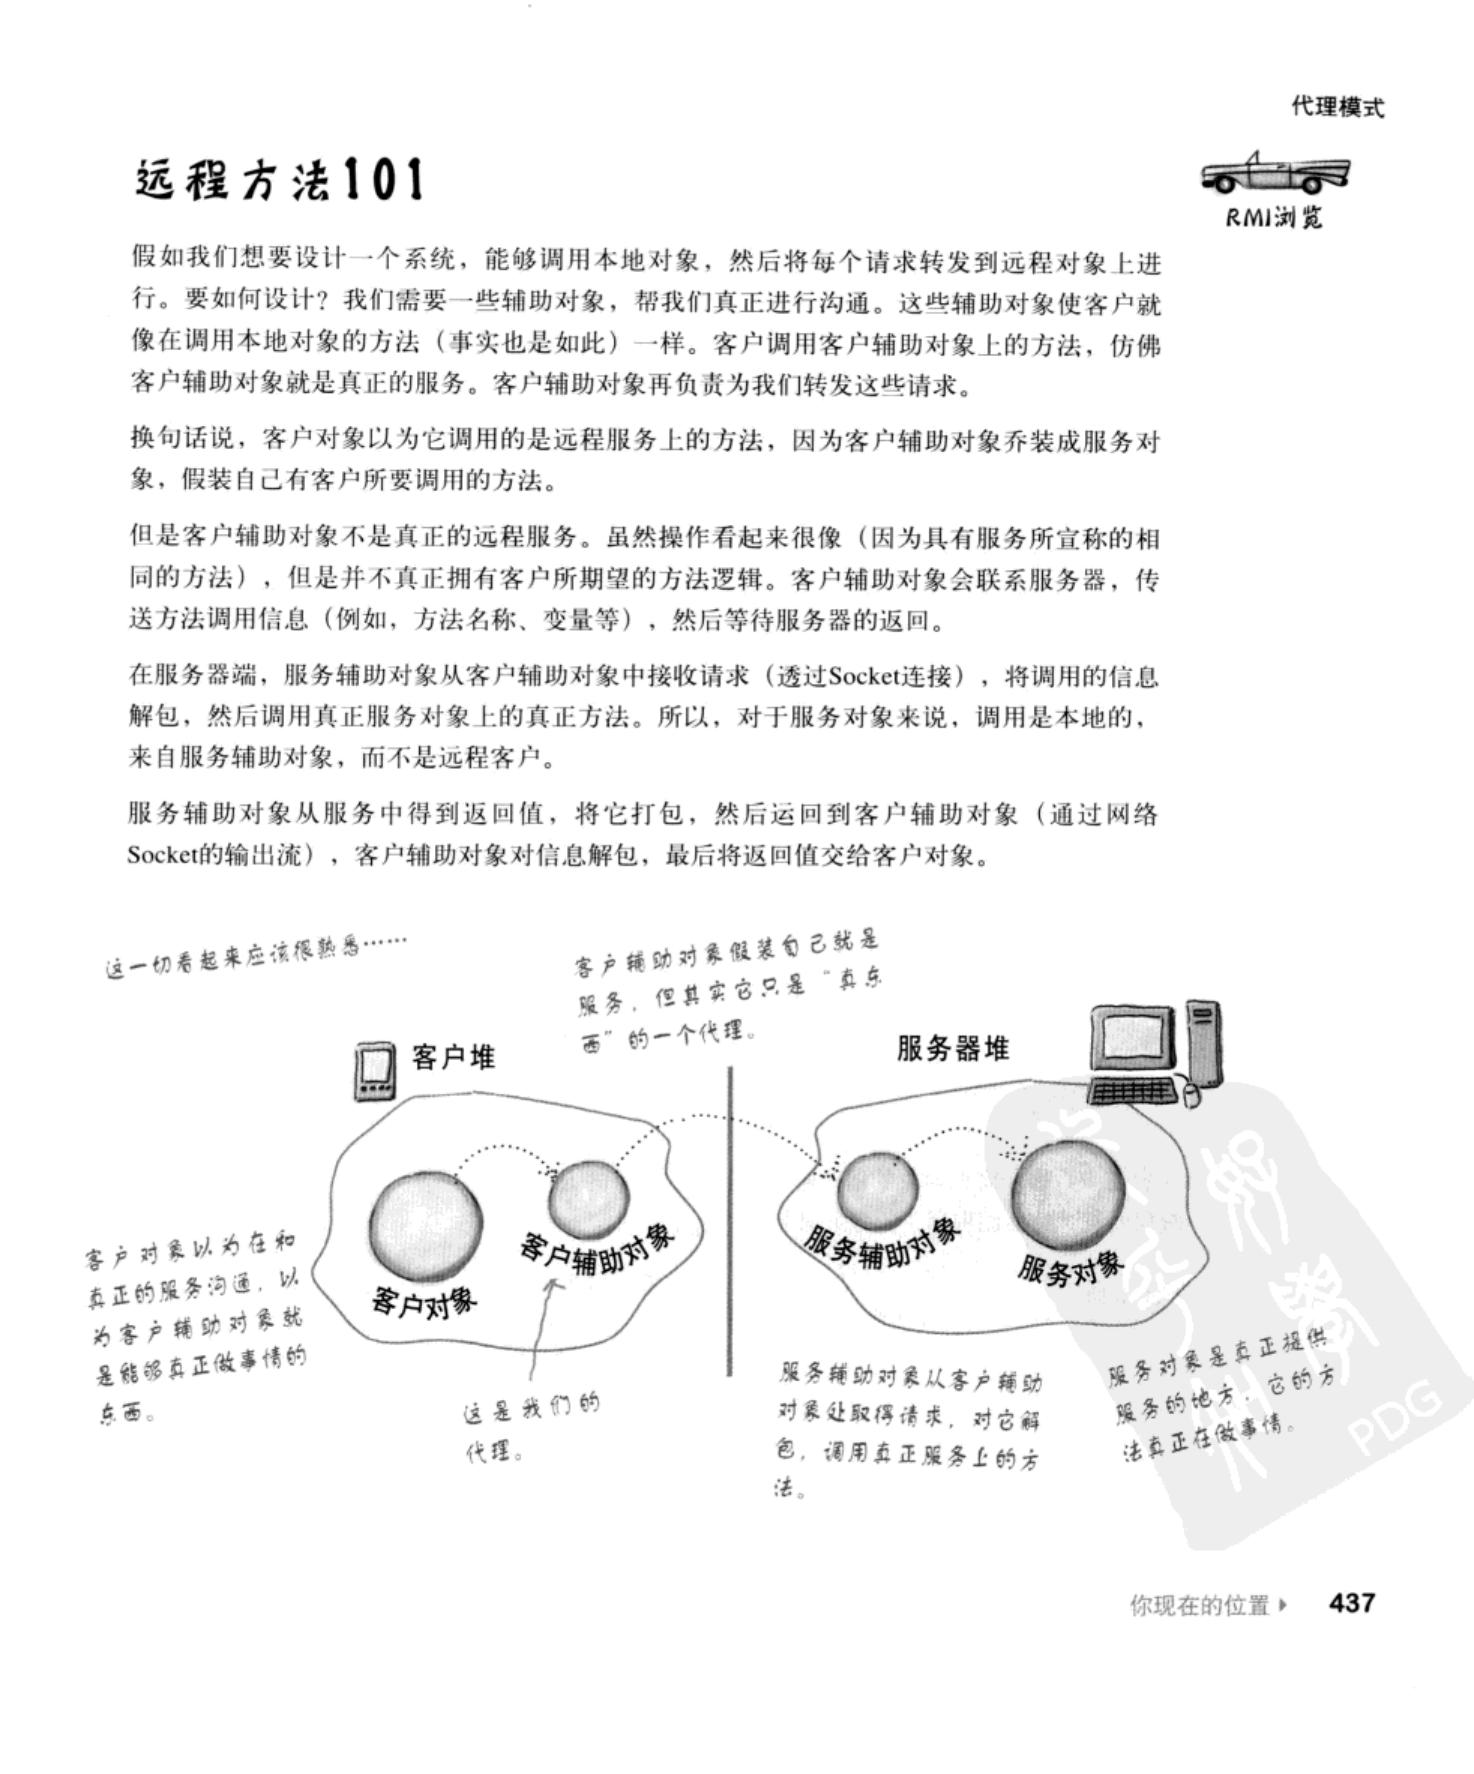 代理模式
远程方法101
RMI浏览
假如我们想要设计一个系统，能够调用本地对象，然后将每个请求转发到远程对象上进
行。要如何设计？我们需要一些辅助对象，帮我们真正进行沟通。这些辅助对象使客户就
像在调用本地对象的方法（事实也是如此）一样。客户调用客户辅助对象上的方法，仿佛
客户辅助对象就是真正的服务。客户辅助对象再负责为我们转发这些请求。
换句话说，客户对象以为它调用的是远程服务上的方法，因为客户辅助对象乔装成服务对
象，假装自己有客户所要调用的方法。
但是客户辅助对象不是真正的远程服务。虽然操作看起来很像（因为具有服务所宣称的相
同的方法），但是并不真正拥有客户所期望的方法逻辑。客户辅助对象会联系服务器，传
送方法调用信息（例如，方法名称、变量等），然后等待服务器的返回。
在服务器端，服务辅助对象从客户辅助对象中接收请求（透过Socket连接），将调用的信息
解包，然后调用真正服务对象上的真正方法。所以，对于服务对象来说，调用是本地的，
来自服务辅助对象，而不是远程客户。
服务辅助对象从服务中得到返回值，将它打包，然后运回到客户辅助对象（通过网络
Socket的输出流），客户辅助对象对信息解包，最后将返回值交给客户对象。
这一切看起来应该很熟悉……
客户辅助对象假装自己就是
服务，但其实它只是“真东
西”的一个代理。
客户堆
服务器堆
客户对象
客户辅助对象
服务辅助对象
服务对象
客户对象以为在和
真正的服务沟通，以
为客户辅助对象就
是能够真正做事情的
东西。
这是我们的
代理。
服务辅助对象从客户辅助
对象处取得请求，对它解
包，调用真正服务上的方
法。
服务对象是真正提供
服务的地方，它的方
法真正在做事情。
PDG
你现在的位置 437